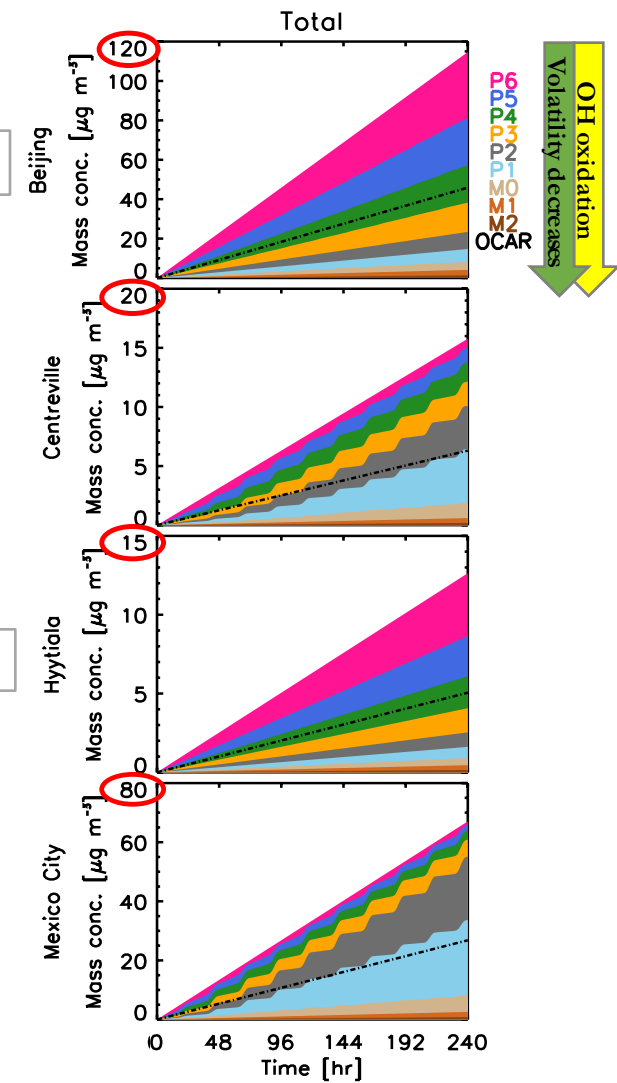 Total
120
100
80
60
40
20
0
Beijing
Mass conc. [μg m⁻³]
P6
P5
P4
P3
P2
P1
M0
M1
M2
OCAR
Volatility decreases
OH oxidation
20
15
10
5
0
Centreville
Mass conc. [μg m⁻³]
15
10
5
0
Hyytiala
Mass conc. [μg m⁻³]
80
60
40
20
0
Mexico City
Mass conc. [μg m⁻³]
0 48 96 144 192 240
Time [hr]